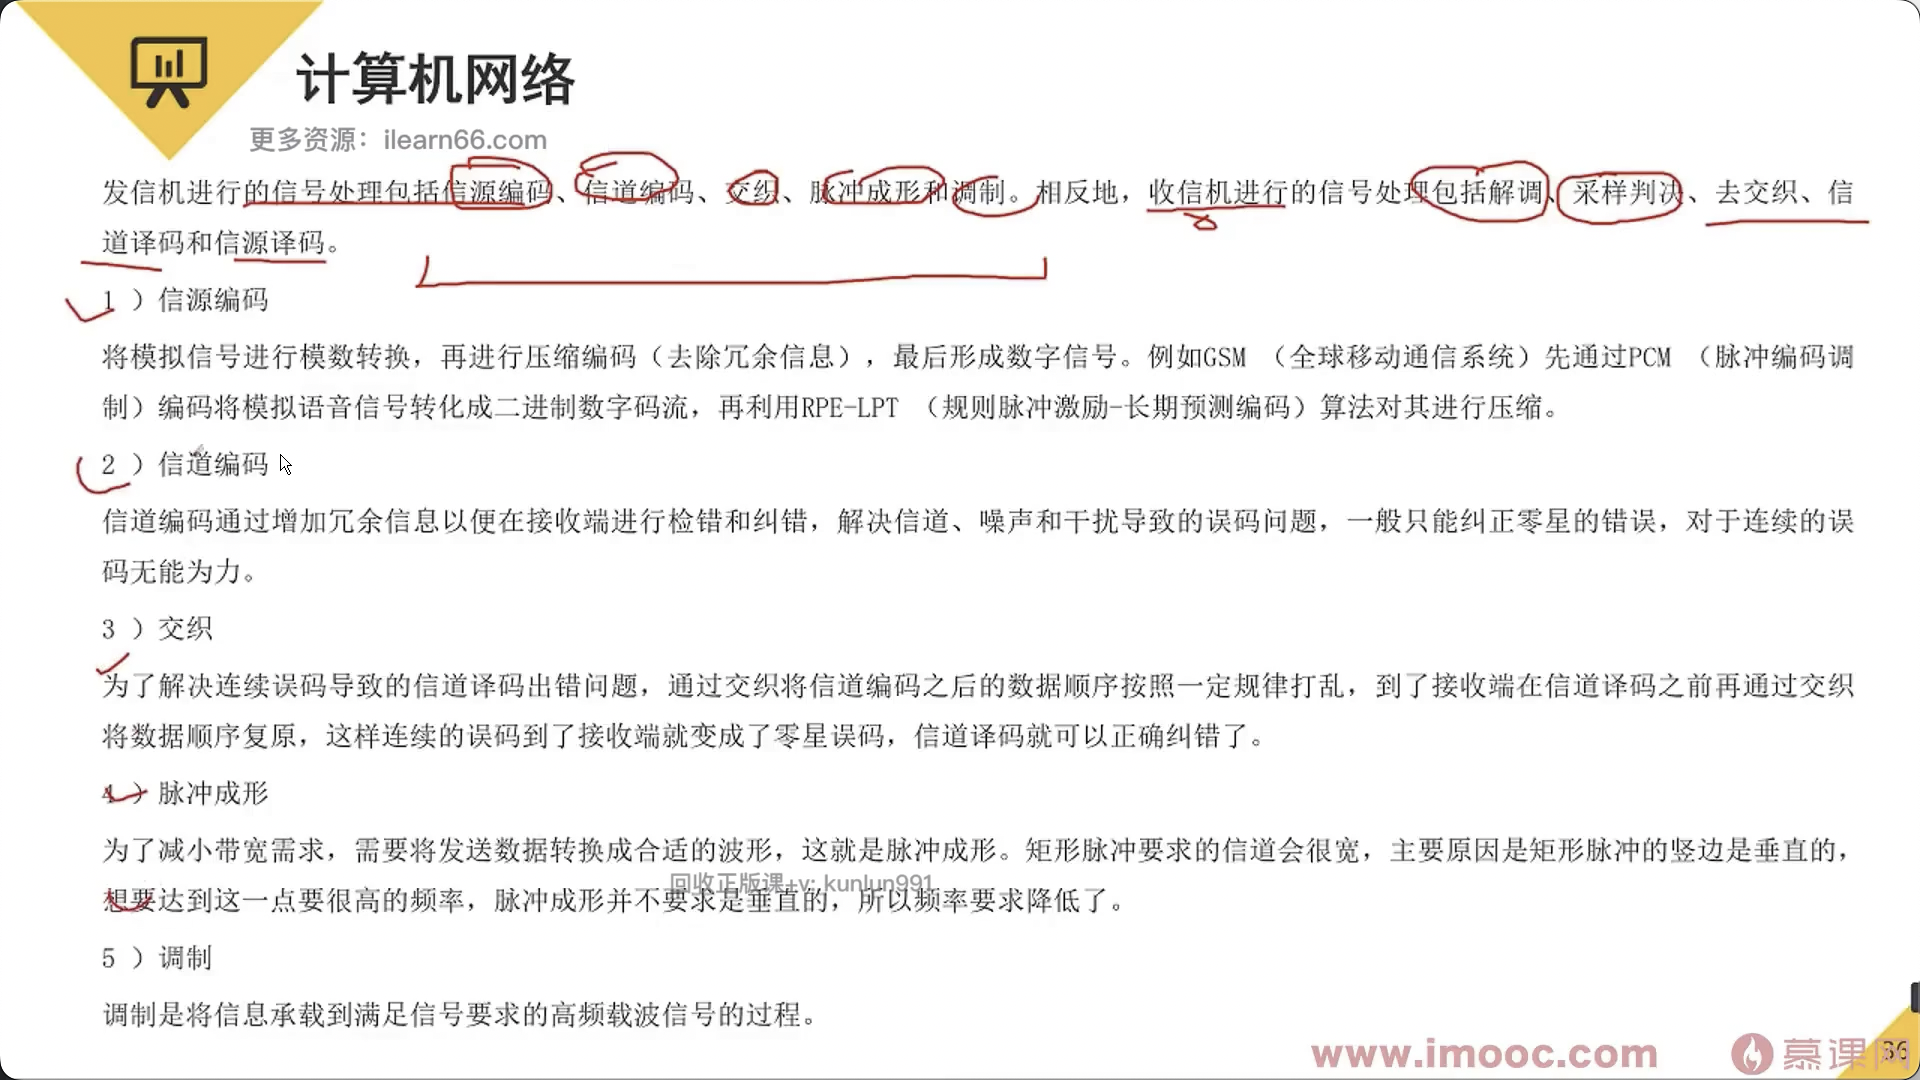 计算机网络
更多资源：ilearn66.com
发信机进行的信号处理包括信源编码、信道编码、交织、脉冲成形和调制。相反地，收信机进行的信号处理包括解调、采样判决、去交织、信
道译码和信源译码。
1 ）信源编码
将模拟信号进行模数转换，再进行压缩编码（去除冗余信息），最后形成数字信号。例如GSM （全球移动通信系统）先通过PCM （脉冲编码调
制）编码将模拟语音信号转化成二进制数字码流，再利用RPE-LPT （规则脉冲激励-长期预测编码）算法对其进行压缩。
2 ）信道编码
信道编码通过增加冗余信息以便在接收端进行检错和纠错，解决信道、噪声和干扰导致的误码问题，一般只能纠正零星的错误，对于连续的误
码无能为力。
3 ）交织
为了解决连续误码导致的信道译码出错问题，通过交织将信道编码之后的数据顺序按照一定规律打乱，到了接收端在信道译码之前再通过交织
将数据顺序复原，这样连续的误码到了接收端就变成了零星误码，信道译码就可以正确纠错了。
4 ）脉冲成形
为了减小带宽需求，需要将发送数据转换成合适的波形，这就是脉冲成形。矩形脉冲要求的信道会很宽，主要原因是矩形脉冲的竖边是垂直的，
回收正版课+v: kunlun991
想要达到这一点要很高的频率，脉冲成形并不要求是垂直的，所以频率要求降低了。
5 ）调制
调制是将信息承载到满足信号要求的高频载波信号的过程。
www.imooc.com 慕课网 36